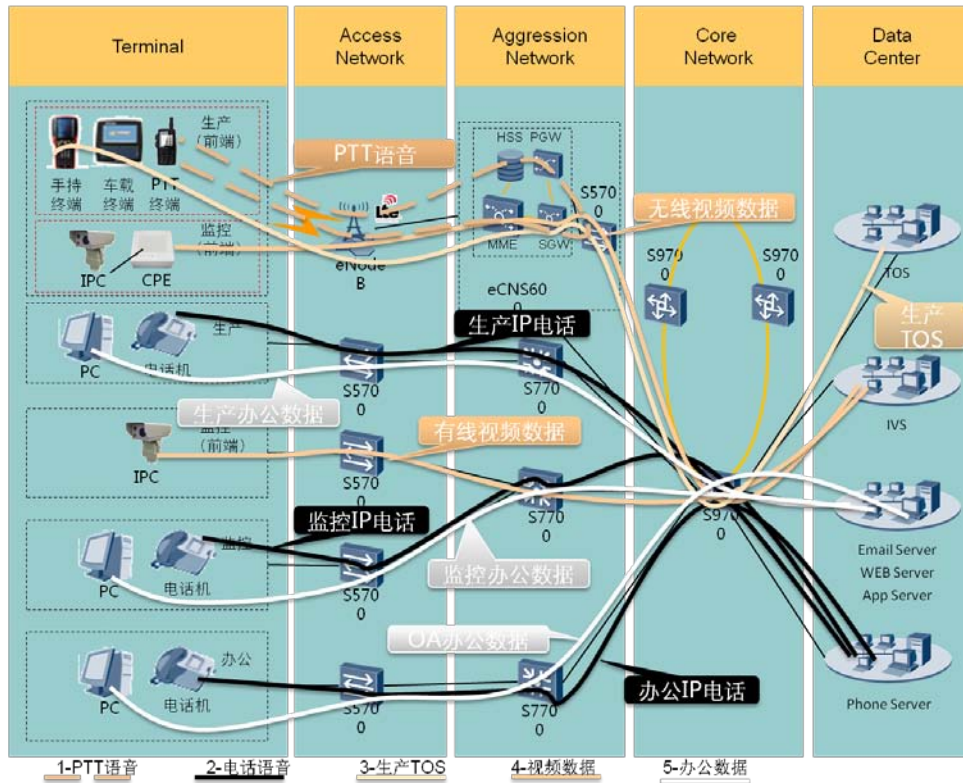 Terminal
Access
Network
Aggression
Network
Core
Network
Data
Center
生产
(前端)
手持
终端
车载
终端
PTT
终端
PTT语音
HSS
PGW
MME
SGW
S570
0
eCNS60
0
无线视频数据
监控
(前端)
IPC
CPE
eNode
B
S970
0
S970
0
TOS
生产
TOS
生产
PC
电话机
生产办公数据
S570
0
生产IP电话
S770
0
IVS
监控
(前端)
IPC
有线视频数据
S570
0
S770
0
S970
0
监控
PC
电话机
监控IP电话
S570
0
监控办公数据
Email Server
WEB Server
App Server
OA办公数据
办公
PC
电话机
S570
0
S770
0
办公IP电话
Phone Server
1-PTT语音
2-电话语音
3-生产TOS
4-视频数据
5-办公数据